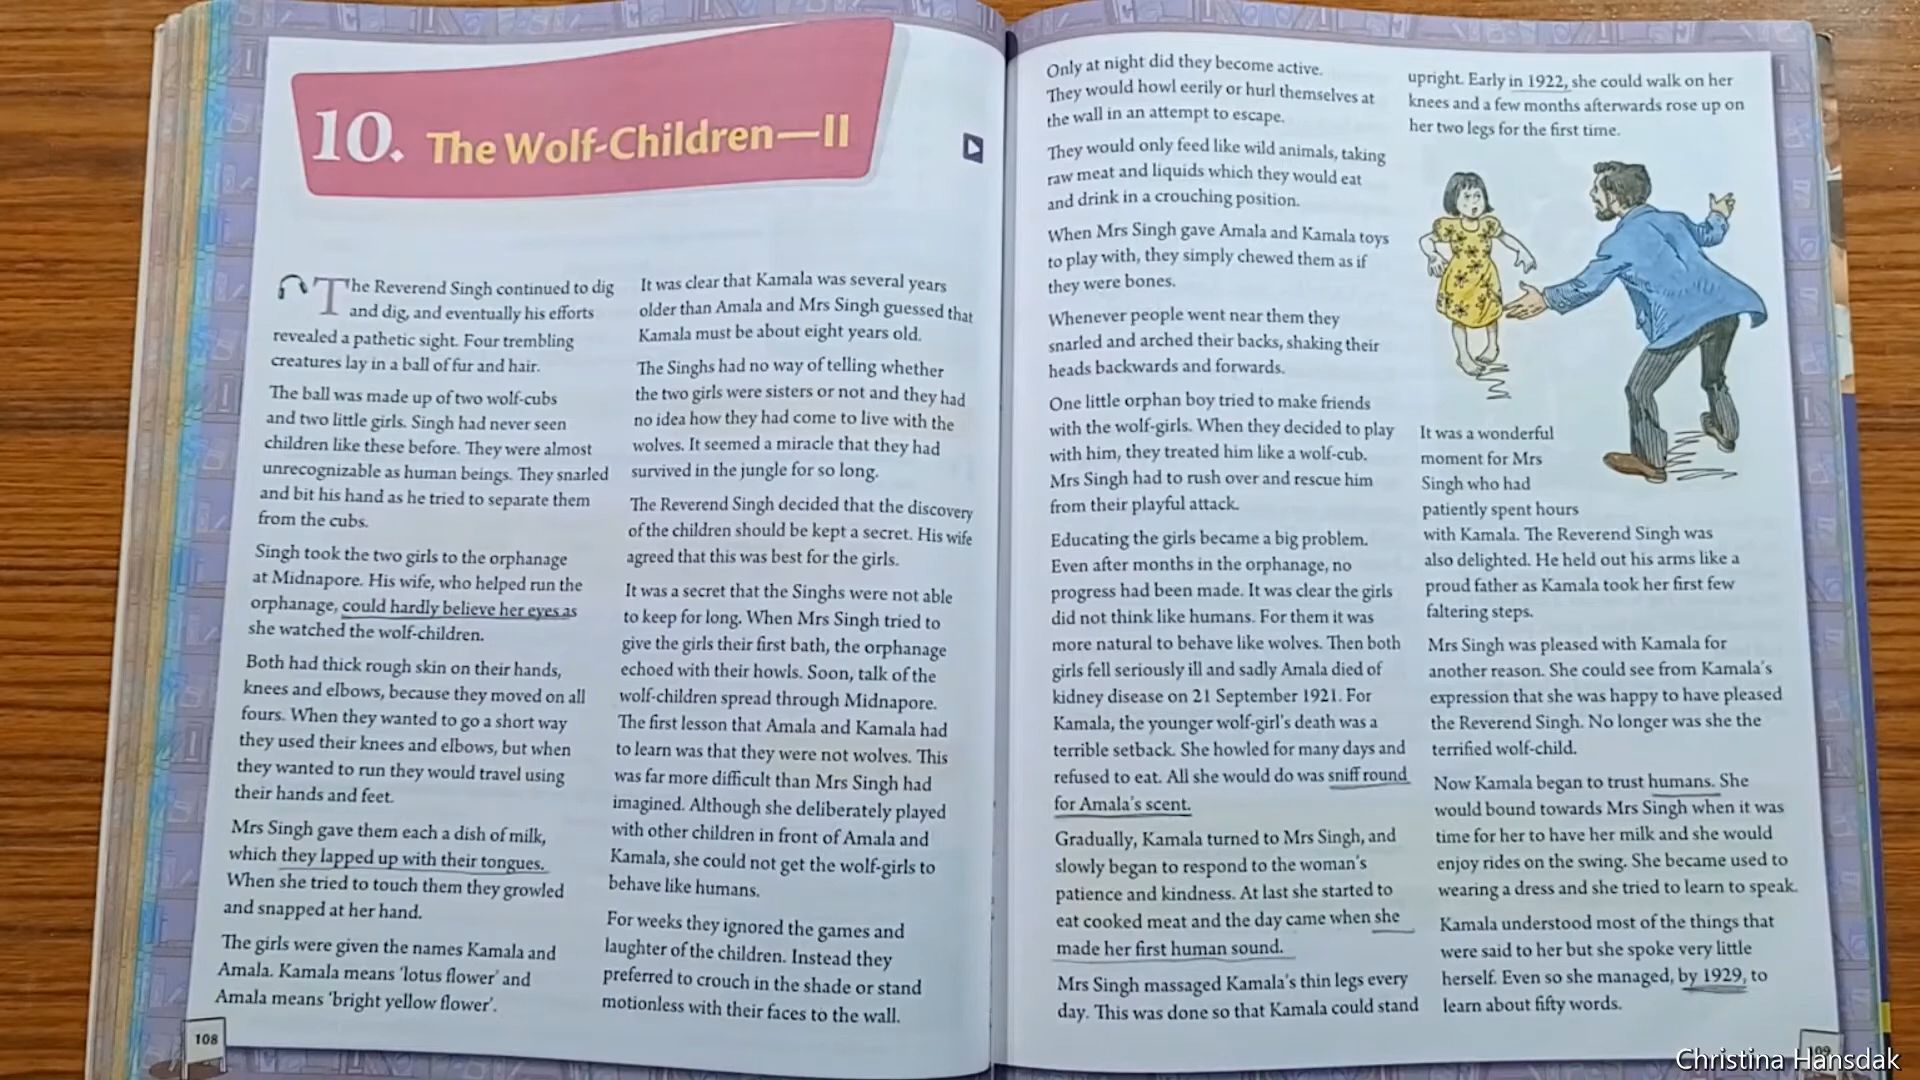 10. The Wolf-Children—II
The Reverend Singh continued to dig
and dig, and eventually his efforts
revealed a pathetic sight. Four trembling
creatures lay in a ball of fur and hair.
The ball was made up of two wolf-cubs
and two little girls. Singh had never seen
children like these before. They were almost
unrecognizable as human beings. They snarled
and bit his hand as he tried to separate them
from the cubs.
Singh took the two girls to the orphanage
at Midnapore. His wife, who helped run the
orphanage, could hardly believe her eyes as
she watched the wolf-children.
Both had thick rough skin on their hands,
knees and elbows, because they moved on all
fours. When they wanted to go a short way
they used their knees and elbows, but when
they wanted to run they would travel using
their hands and feet.
Mrs Singh gave them each a dish of milk,
which they lapped up with their tongues.
When she tried to touch them they growled
and snapped at her hand.
The girls were given the names Kamala and
Amala. Kamala means 'lotus flower' and
Amala means 'bright yellow flower'.
108
It was clear that Kamala was several years
older than Amala and Mrs Singh guessed that
Kamala must be about eight years old.
The Singhs had no way of telling whether
the two girls were sisters or not and they had
no idea how they had come to live with the
wolves. It seemed a miracle that they had
survived in the jungle for so long.
The Reverend Singh decided that the discovery
of the children should be kept a secret. His wife
agreed that this was best for the girls.
It was a secret that the Singhs were not able
to keep for long. When Mrs Singh tried to
give the girls their first bath, the orphanage
echoed with their howls. Soon, talk of the
wolf-children spread through Midnapore.
The first lesson that Amala and Kamala had
to learn was that they were not wolves. This
was far more difficult than Mrs Singh had
imagined. Although she deliberately played
with other children in front of Amala and
Kamala, she could not get the wolf-girls to
behave like humans.
For weeks they ignored the games and
laughter of the children. Instead they
preferred to crouch in the shade or stand
motionless with their faces to the wall.
Only at night did they become active.
They would howl eerily or hurl themselves at
the wall in an attempt to escape.
They would only feed like wild animals, taking
raw meat and liquids which they would eat
and drink in a crouching position.
When Mrs Singh gave Amala and Kamala toys
to play with, they simply chewed them as if
they were bones.
Whenever people went near them they
snarled and arched their backs, shaking their
heads backwards and forwards.
One little orphan boy tried to make friends
with the wolf-girls. When they decided to play
with him, they treated him like a wolf-cub.
Mrs Singh had to rush over and rescue him
from their playful attack.
Educating the girls became a big problem.
Even after months in the orphanage, no
progress had been made. It was clear the girls
did not think like humans. For them it was
more natural to behave like wolves. Then both
girls fell seriously ill and sadly Amala died of
kidney disease on 21 September 1921. For
Kamala, the younger wolf-girl's death was a
terrible setback. She howled for many days and
refused to eat. All she would do was sniff round
for Amala's scent.
Gradually, Kamala turned to Mrs Singh, and
slowly began to respond to the woman's
patience and kindness. At last she started to
eat cooked meat and the day came when she
made her first human sound.
Mrs Singh massaged Kamala's thin legs every
day. This was done so that Kamala could stand
upright. Early in 1922, she could walk on her
knees and a few months afterwards rose up on
her two legs for the first time.
It was a wonderful
moment for Mrs
Singh who had
patiently spent hours
with Kamala. The Reverend Singh was
also delighted. He held out his arms like a
proud father as Kamala took her first few
faltering steps.
Mrs Singh was pleased with Kamala for
another reason. She could see from Kamala's
expression that she was happy to have pleased
the Reverend Singh. No longer was she the
terrified wolf-child.
Now Kamala began to trust humans. She
would bound towards Mrs Singh when it was
time for her to have her milk and she would
enjoy rides on the swing. She became used to
wearing a dress and she tried to learn to speak.
Kamala understood most of the things that
were said to her but she spoke very little
herself. Even so she managed, by 1929, to
learn about fifty words.
109
Christina Hansdak